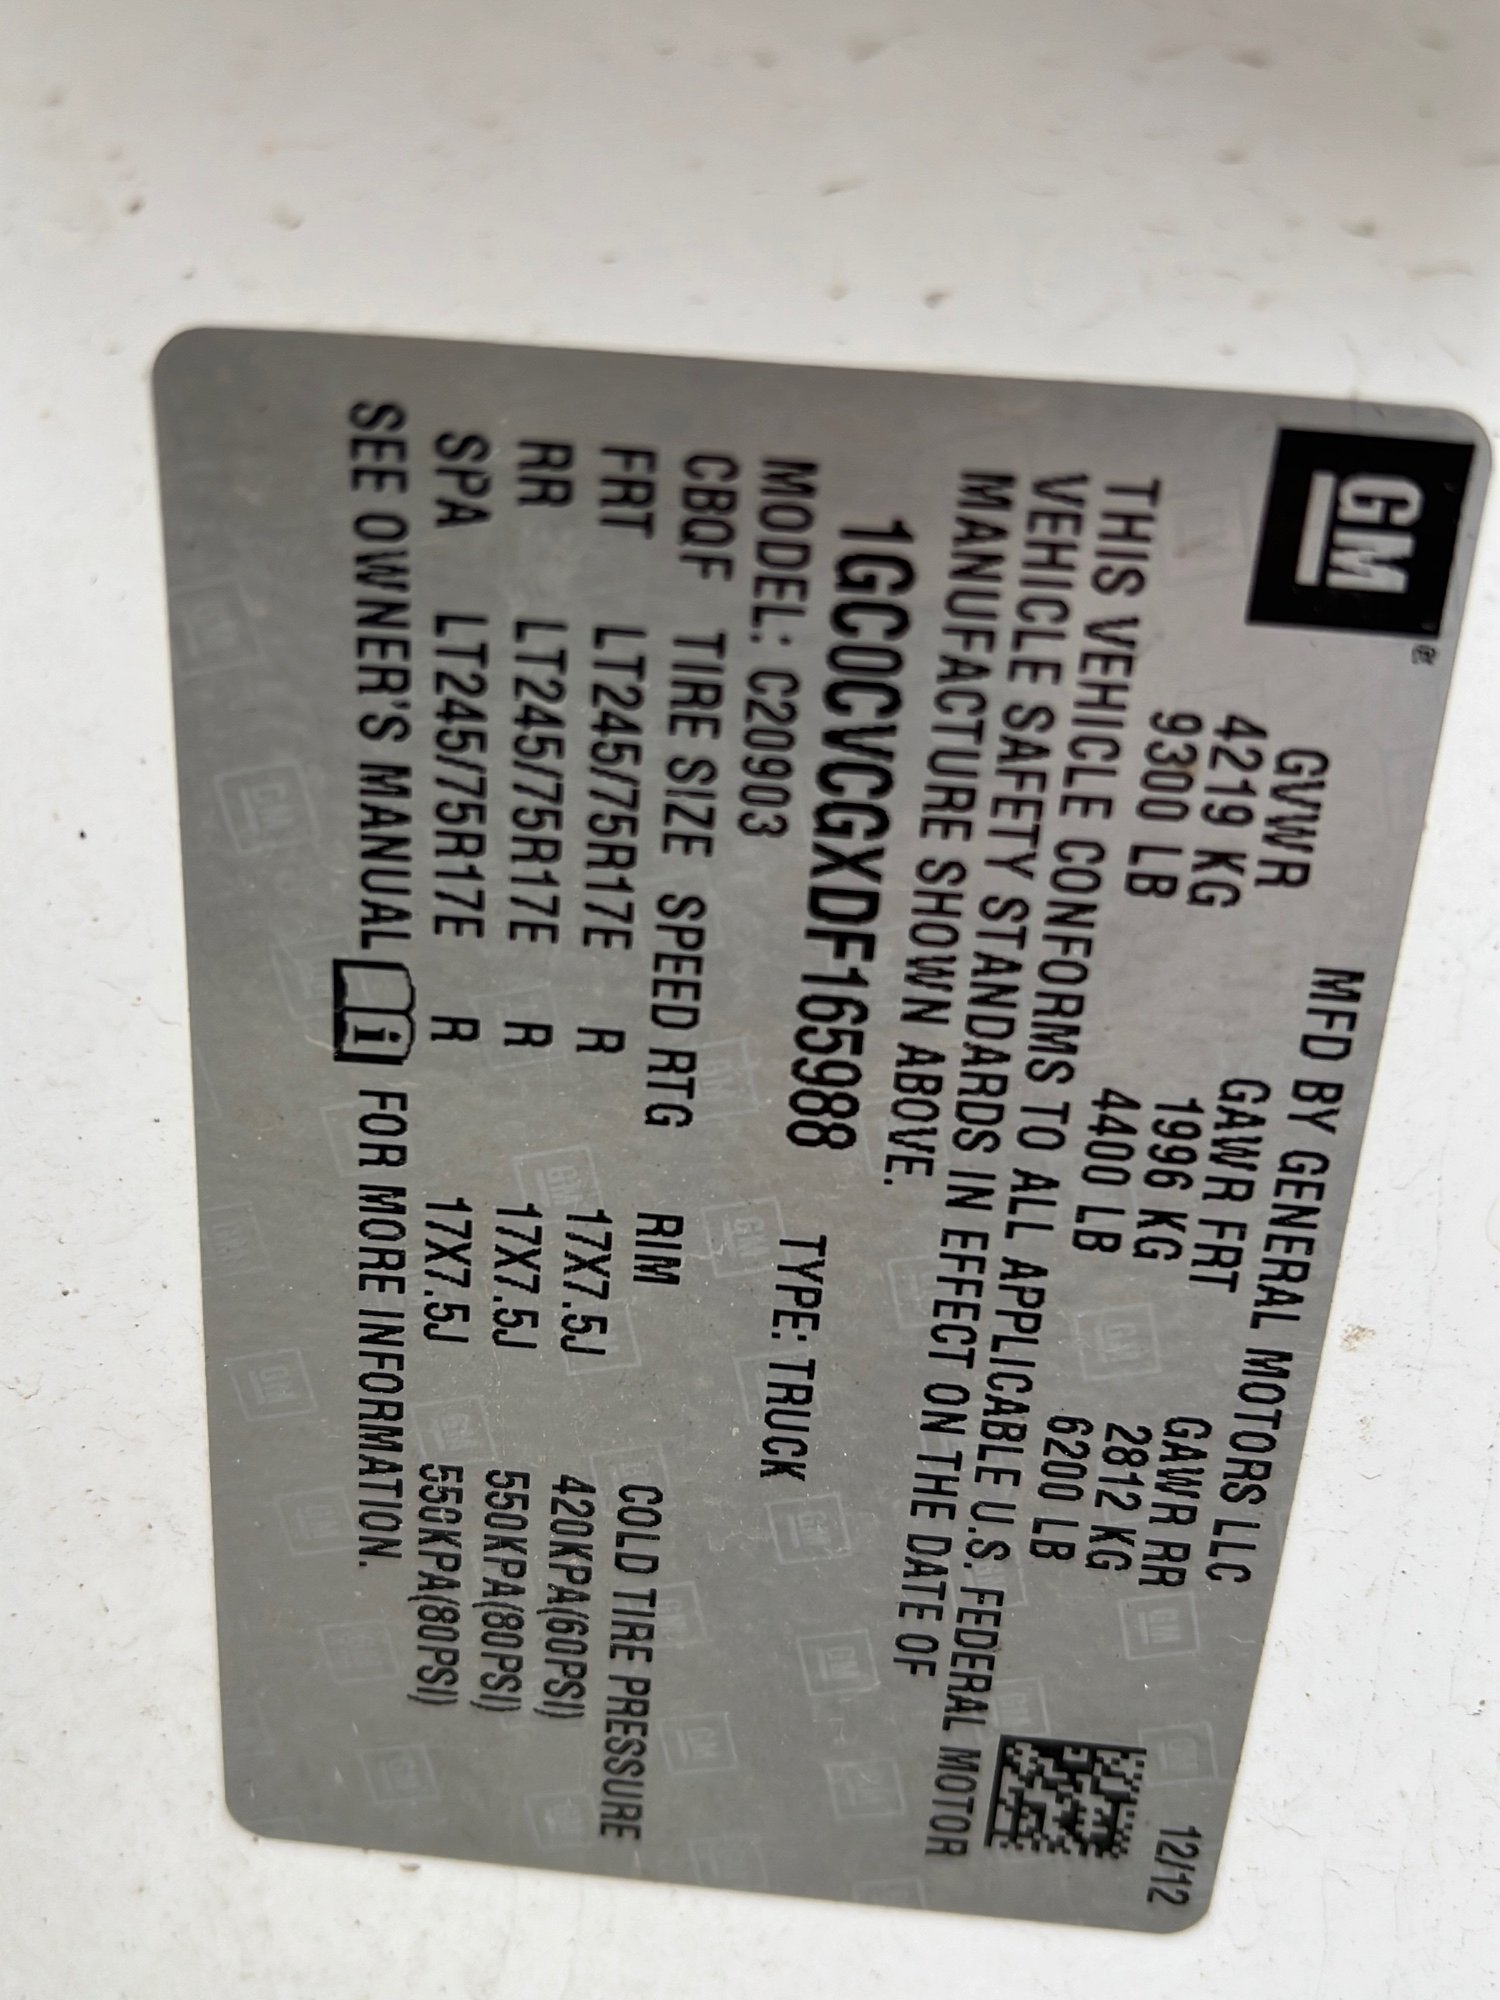 GM®
MFD BY GENERAL MOTORS LLC 12/12
GVWR GAWR FRT GAWR RR
4219 KG 1996 KG 2812 KG
9300 LB 4400 LB 6200 LB
THIS VEHICLE CONFORMS TO ALL APPLICABLE U.S. FEDERAL MOTOR
VEHICLE SAFETY STANDARDS IN EFFECT ON THE DATE OF
MANUFACTURE SHOWN ABOVE.
1GC0CVCGXDF165988 TYPE: TRUCK
MODEL: C20903
CBQF TIRE SIZE SPEED RTG RIM COLD TIRE PRESSURE
FRT LT245/75R17E R 17X7.5J 420KPA(60PSI)
RR LT245/75R17E R 17X7.5J 550KPA(80PSI)
SPA LT245/75R17E R 17X7.5J 550KPA(80PSI)
SEE OWNER'S MANUAL i FOR MORE INFORMATION.